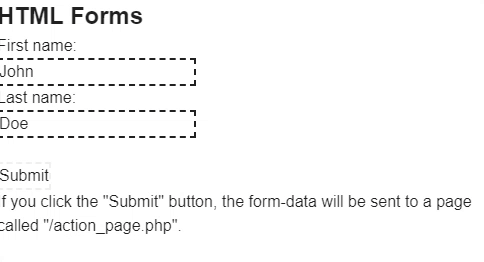 HTML Forms
First name:
John
Last name:
Doe
Submit
If you click the "Submit" button, the form-data will be sent to a page
called "/action_page.php".